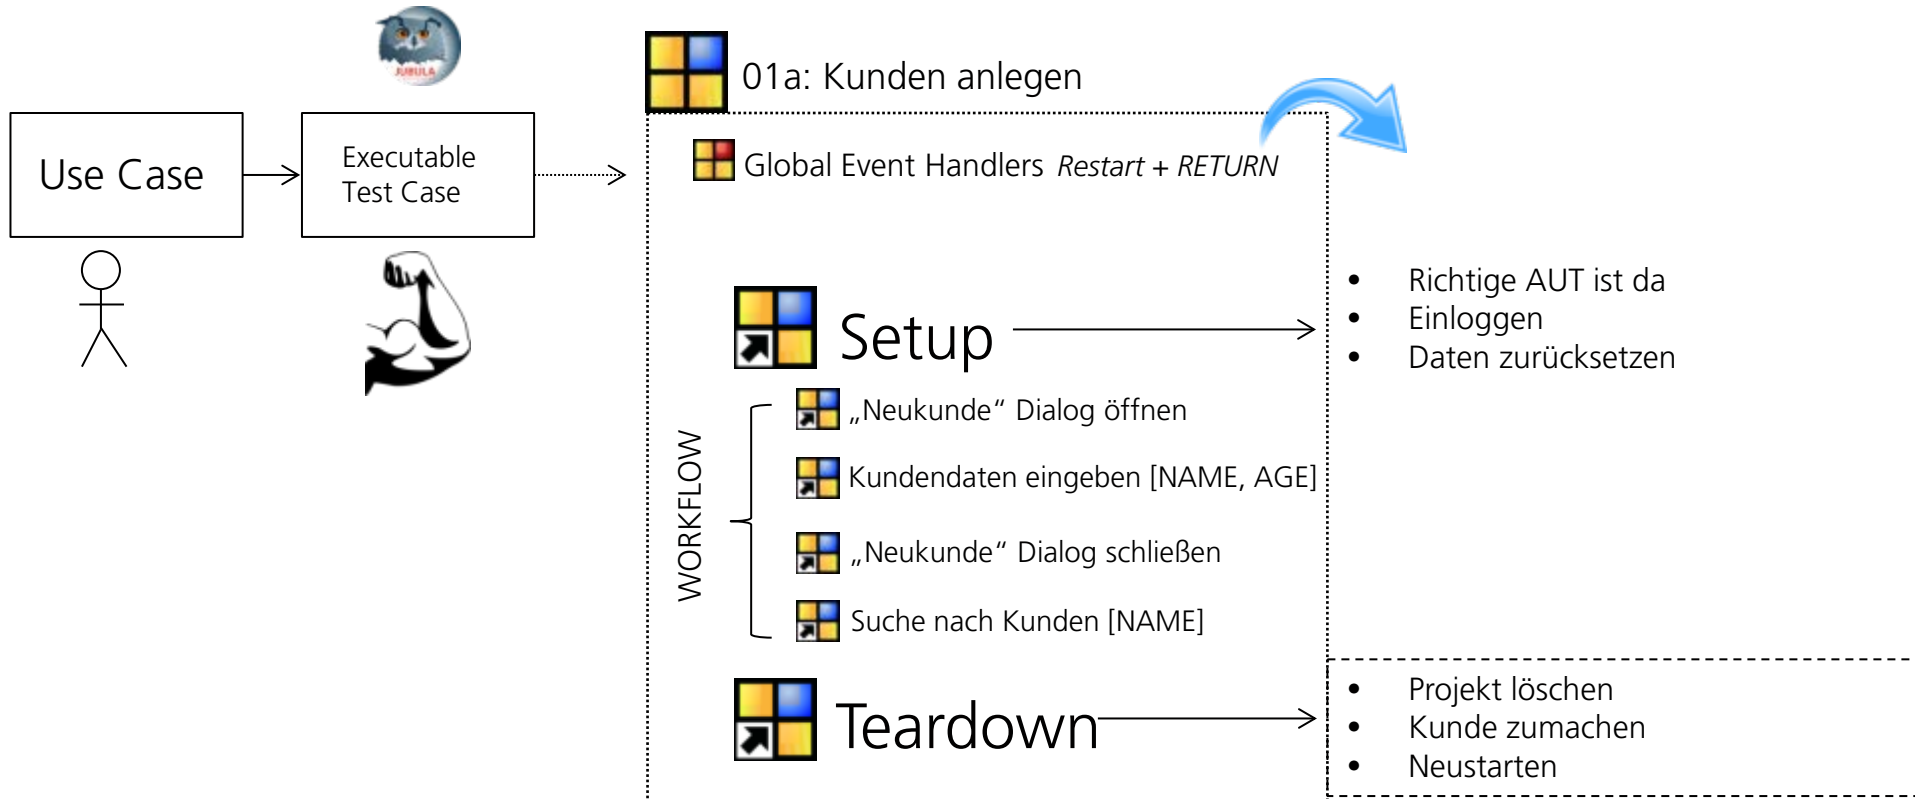 JUBULA
01a: Kunden anlegen
Use Case
Executable
Test Case
Global Event Handlers Restart + RETURN
Setup
• Richtige AUT ist da
• Einloggen
• Daten zurücksetzen
WORKFLOW
„Neukunde“ Dialog öffnen
Kundendaten eingeben [NAME, AGE]
„Neukunde“ Dialog schließen
Suche nach Kunden [NAME]
Teardown
• Projekt löschen
• Kunde zumachen
• Neustarten